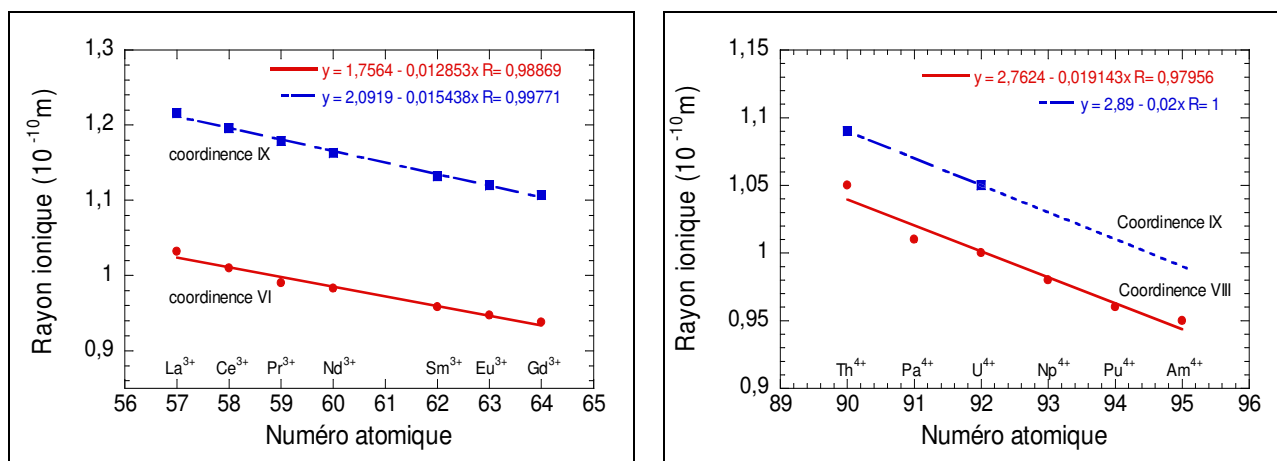 1,3
y = 1,7564 - 0,012853x R= 0,98869
y = 2,0919 - 0,015438x R= 0,99771
1,2
coordinence IX
1,1
1
coordinence VI
0,9
La3+ Ce3+ Pr3+ Nd3+ Sm3+ Eu3+ Gd3+
56 57 58 59 60 61 62 63 64 65
Numéro atomique
Rayon ionique (10 -10m)
1,15
y = 2,7624 - 0,019143x R= 0,97956
y = 2,89 - 0,02x R= 1
1,1
1,05
Coordinence IX
1
Coordinence VIII
0,95
Th4+ Pa4+ U4+ Np4+ Pu4+ Am4+
0,9
89 90 91 92 93 94 95 96
Numéro atomique
Rayon ionique (10 -10m)